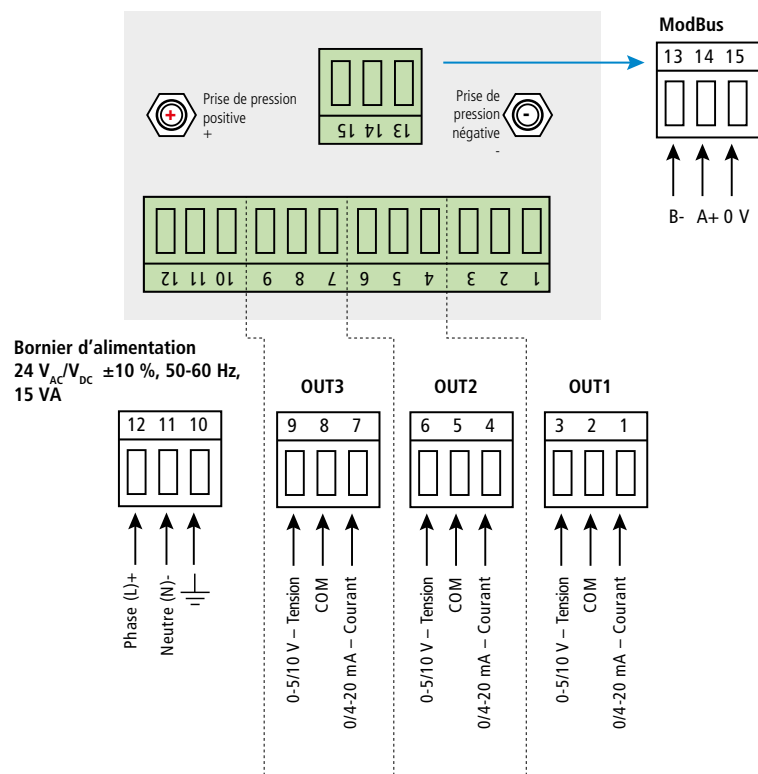 ModBus
13 14 15
B- A+ 0 V
Prise de pression
positive
+
+
15 14 13
Prise de
pression
négative
-
-
12 11 10 9 8 7 6 5 4 3 2 1
Bornier d’alimentation
24 VAC/VDC ±10 %, 50-60 Hz,
15 VA
12 11 10
Phase (L)+
Neutre (N)-
OUT3
9 8 7
0-5/10 V – Tension
COM
0/4-20 mA – Courant
OUT2
6 5 4
0-5/10 V – Tension
COM
0/4-20 mA – Courant
OUT1
3 2 1
0-5/10 V – Tension
COM
0/4-20 mA – Courant